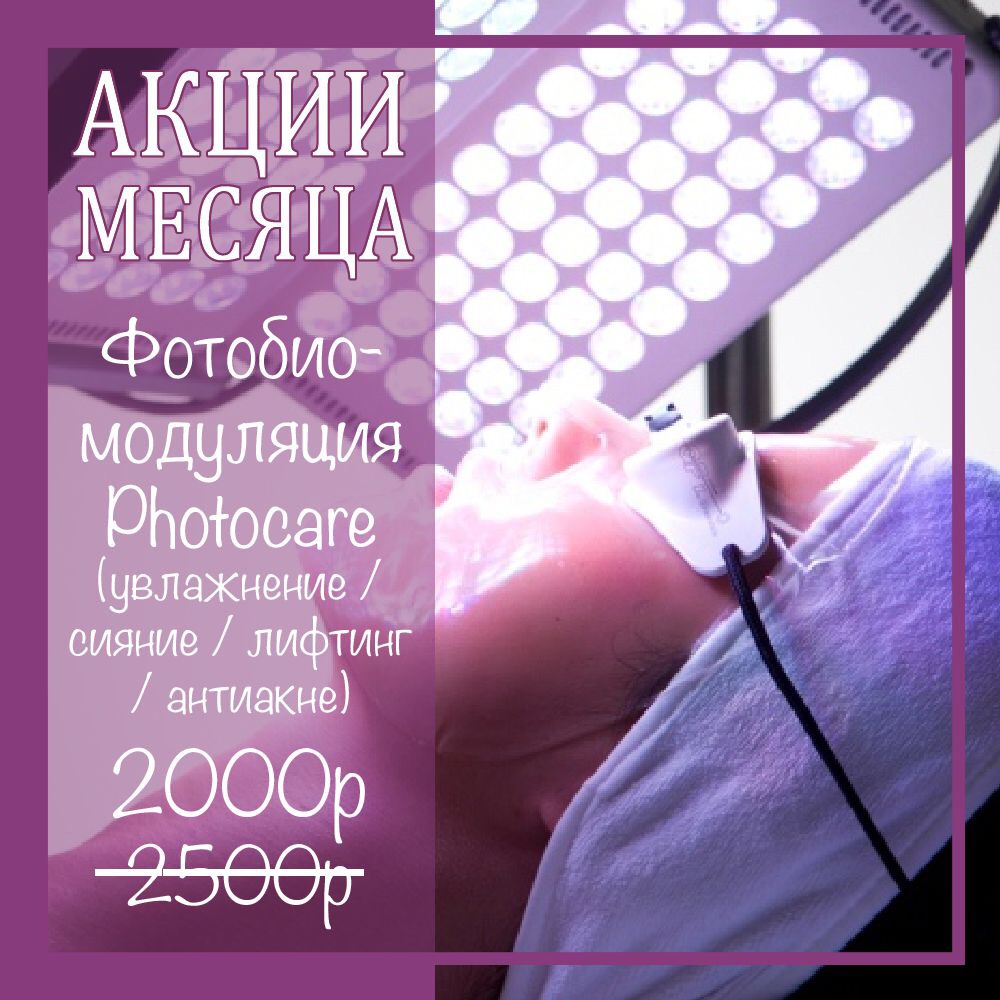 АКЦИИ
МЕСЯЦА
Фотобио-
модуляция
Photocare
(увлажнение /
сияние / лифтинг
/ антиакне)
2000р
2500р